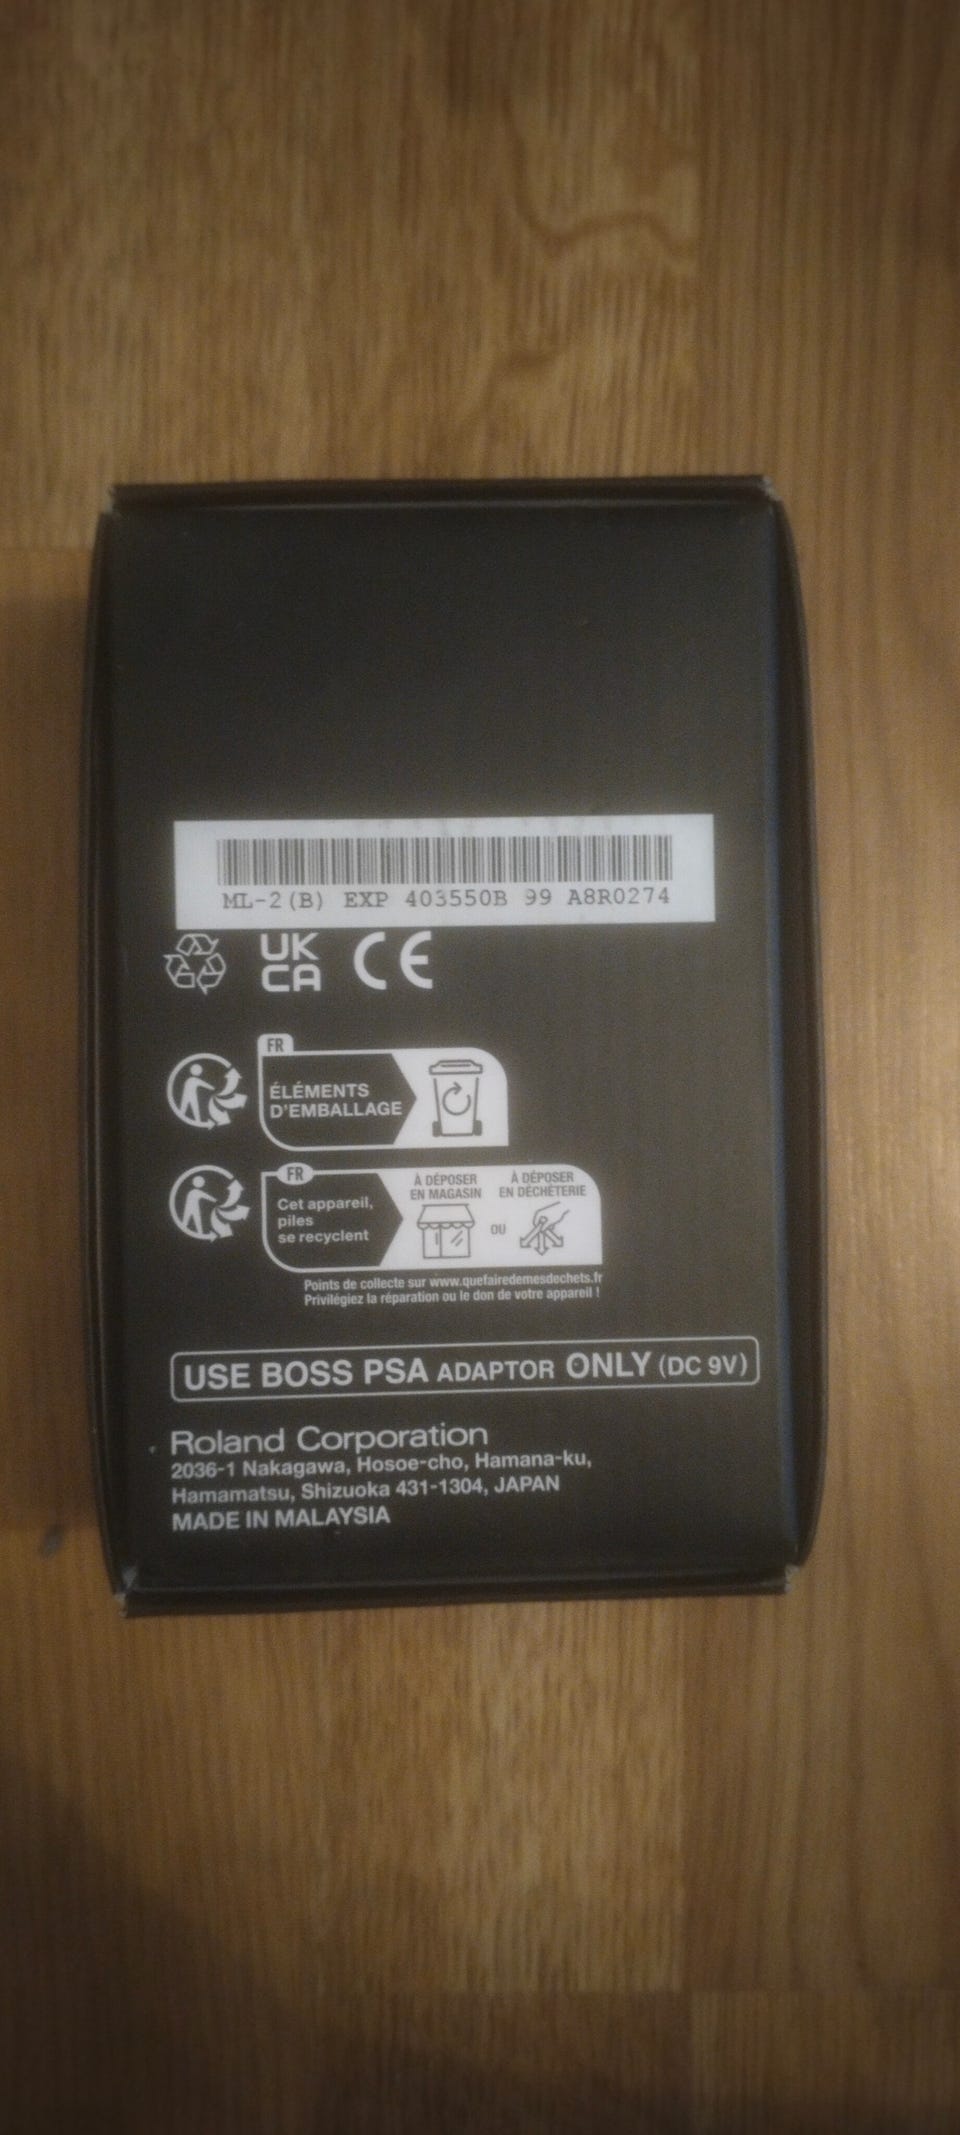 ML-2(B) EXP 403550B 99 A8R0274
UK
CA CE
FR
ÉLÉMENTS
D'EMBALLAGE
FR
Cet appareil,
piles
se recyclent
À DÉPOSER
EN MAGASIN
OU
À DÉPOSER
EN DÉCHÈTERIE
Points de collecte sur www.quefairedemesdechets.fr
Privilégiez la réparation ou le don de votre appareil !
USE BOSS PSA ADAPTOR ONLY (DC 9V)
Roland Corporation
2036-1 Nakagawa, Hosoe-cho, Hamana-ku,
Hamamatsu, Shizuoka 431-1304, JAPAN
MADE IN MALAYSIA